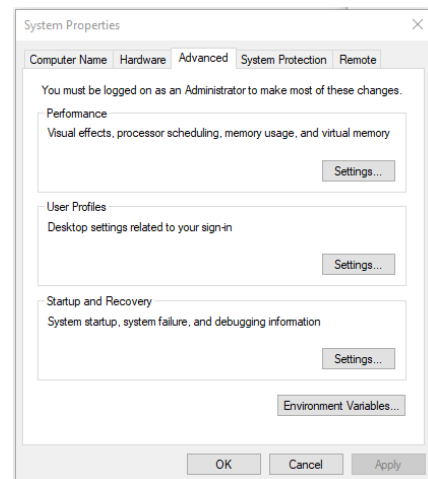 System Properties
Computer Name Hardware Advanced System Protection Remote
You must be logged on as an Administrator to make most of these changes.
Performance
Visual effects, processor scheduling, memory usage, and virtual memory
Settings...
User Profiles
Desktop settings related to your sign-in
Settings...
Startup and Recovery
System startup, system failure, and debugging information
Settings...
Environment Variables...
OK Cancel Apply